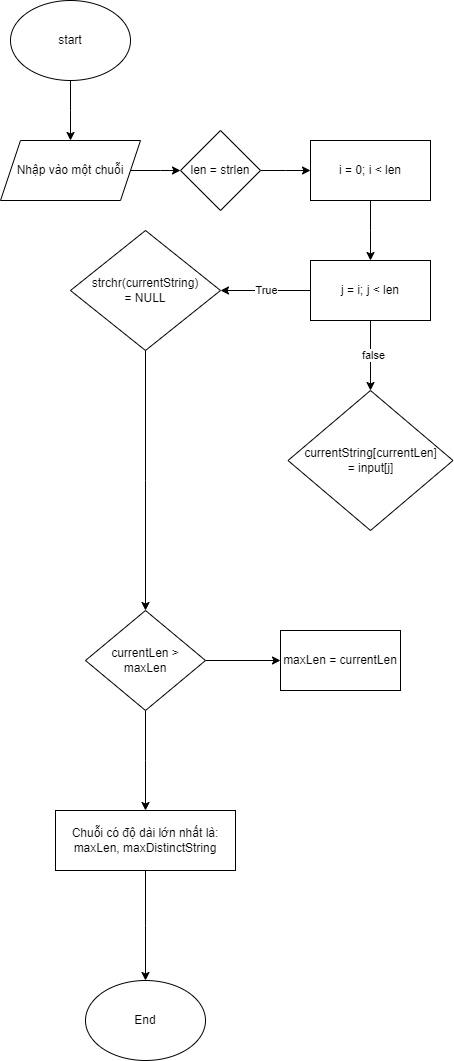 start
Nhập vào một chuỗi
len = strlen
i = 0; i < len
strchr(currentString)
= NULL
True
j = i; j < len
false
currentString[currentLen]
= input[j]
currentLen >
maxLen
maxLen = currentLen
Chuỗi có độ dài lớn nhất là:
maxLen, maxDistinctString
End